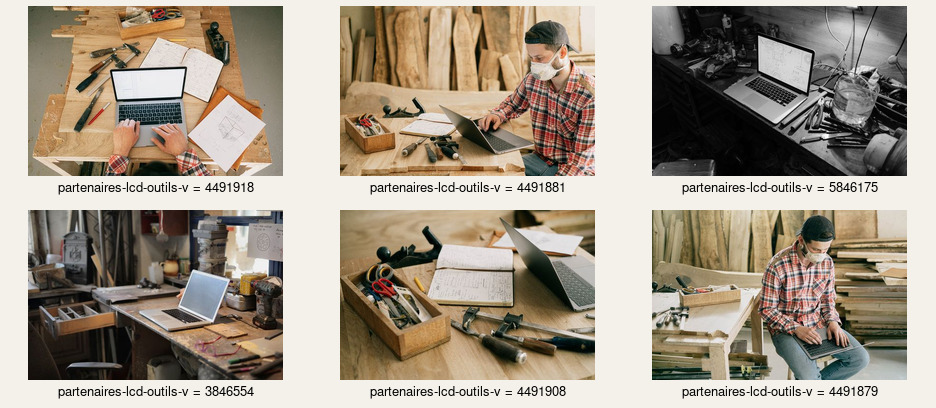 partenaires-lcd-outils-v = 4491918
partenaires-lcd-outils-v = 4491881
partenaires-lcd-outils-v = 5846175
partenaires-lcd-outils-v = 3846554
partenaires-lcd-outils-v = 4491908
partenaires-lcd-outils-v = 4491879